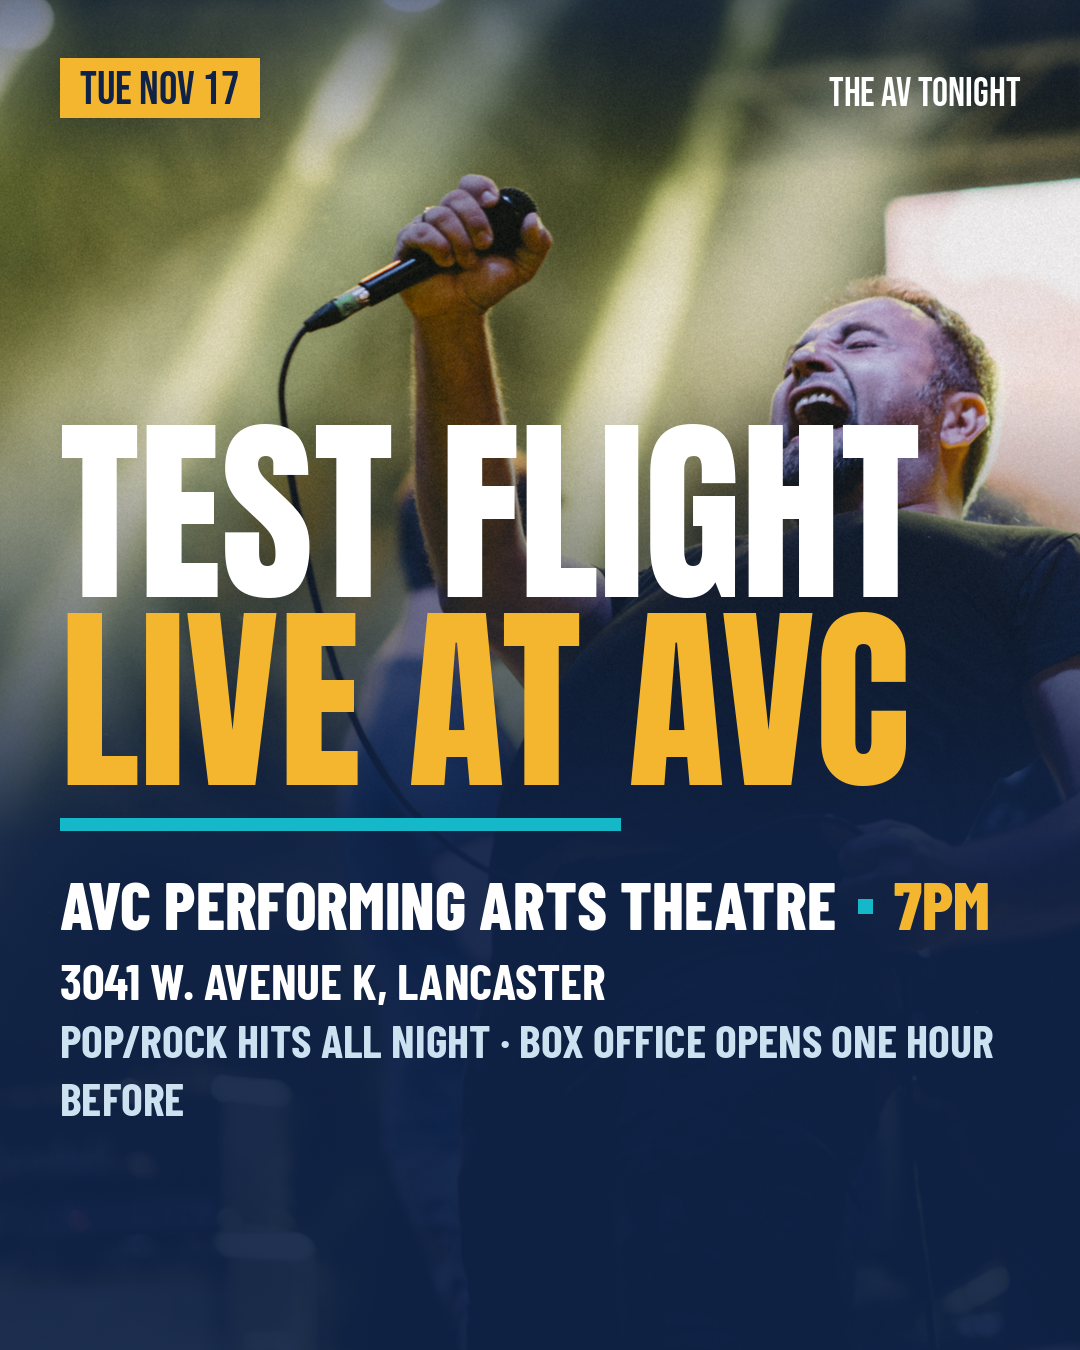 TUE NOV 17
THE AV TONIGHT
TEST FLIGHT
LIVE AT AVC
AVC PERFORMING ARTS THEATRE ▪ 7PM
3041 W. AVENUE K, LANCASTER
POP/ROCK HITS ALL NIGHT · BOX OFFICE OPENS ONE HOUR
BEFORE